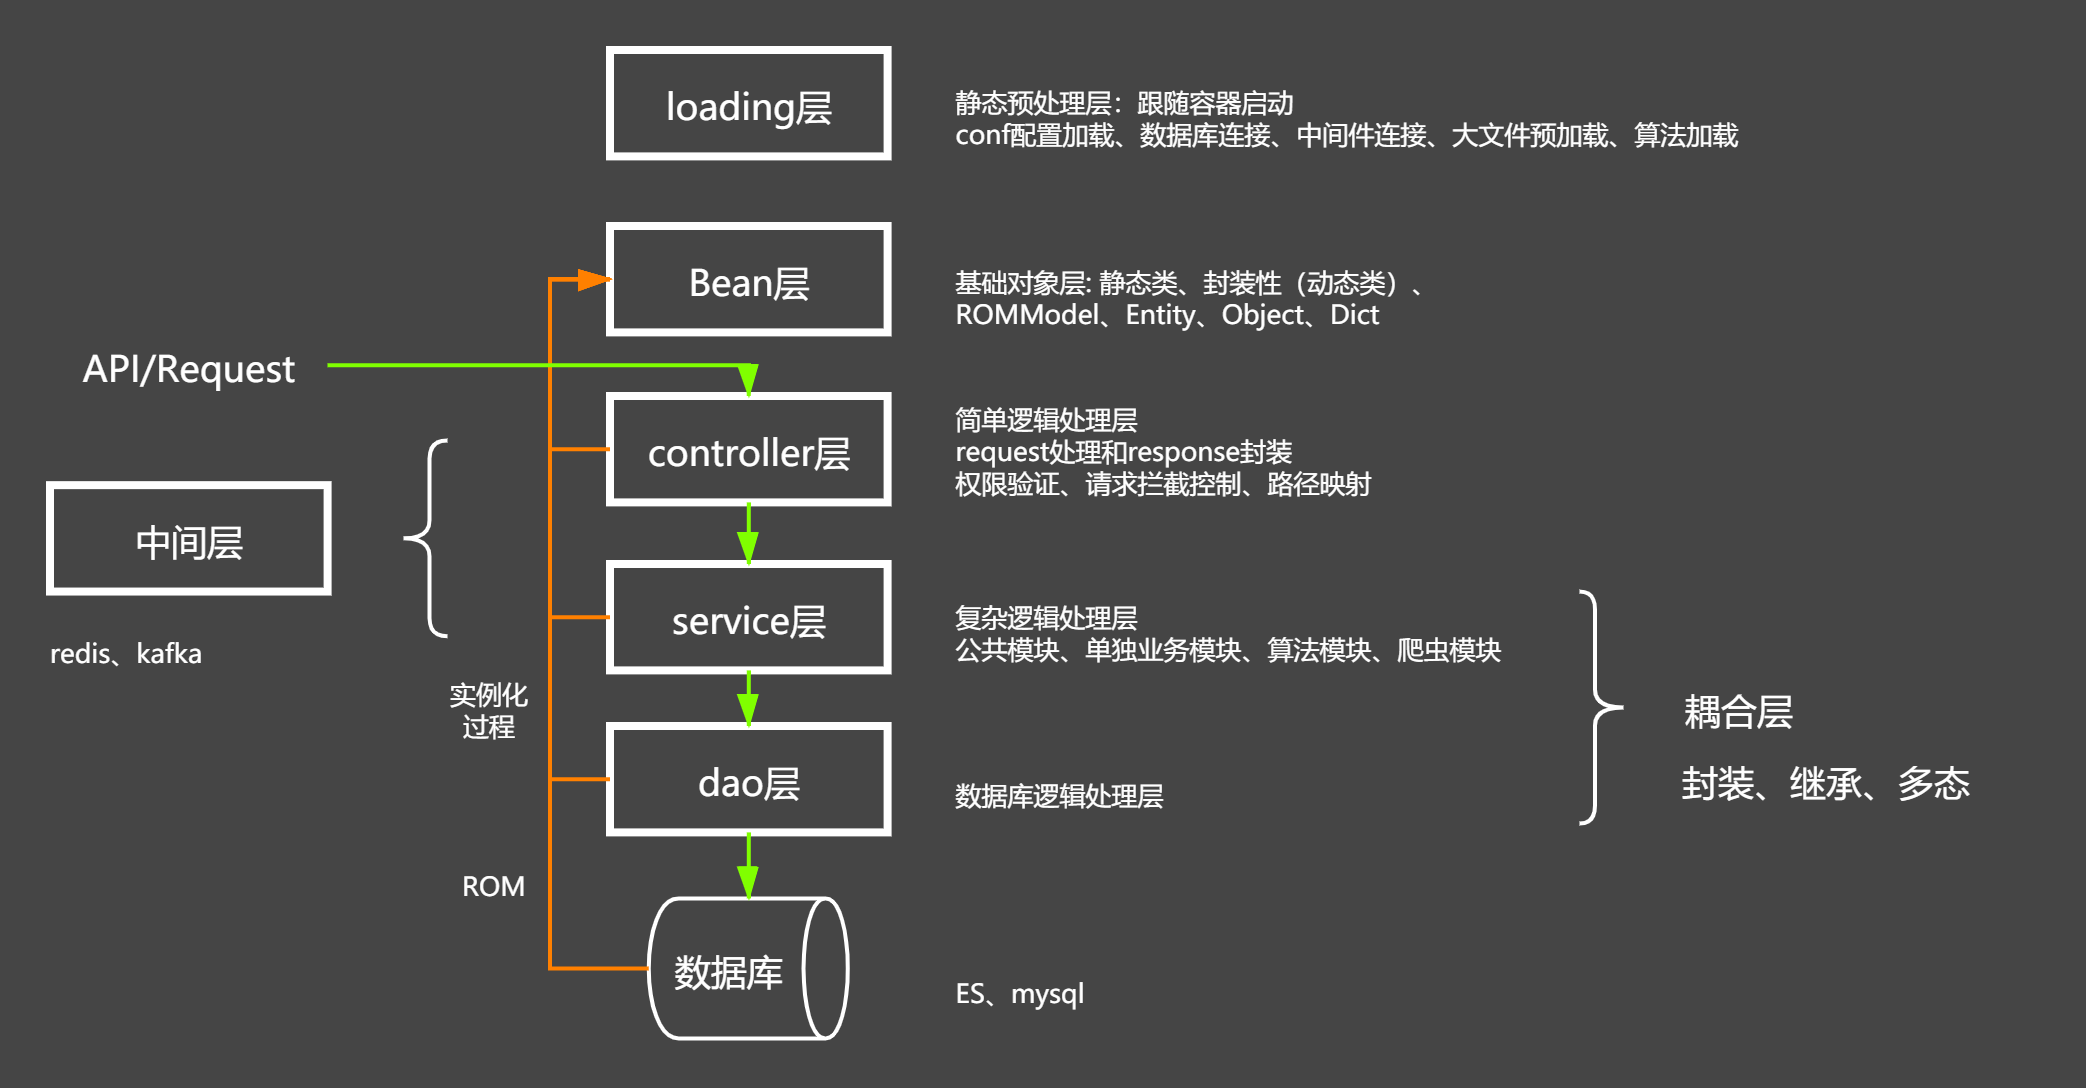 loading层
静态预处理层：跟随容器启动
conf配置加载、数据库连接、中间件连接、大文件预加载、算法加载
Bean层
基础对象层: 静态类、封装性（动态类）、
ROMModel、Entity、Object、Dict
API/Request
controller层
简单逻辑处理层
request处理和response封装
权限验证、请求拦截控制、路径映射
中间层
redis、kafka
service层
复杂逻辑处理层
公共模块、单独业务模块、算法模块、爬虫模块
实例化
过程
耦合层
封装、继承、多态
dao层
数据库逻辑处理层
ROM
数据库
ES、mysql